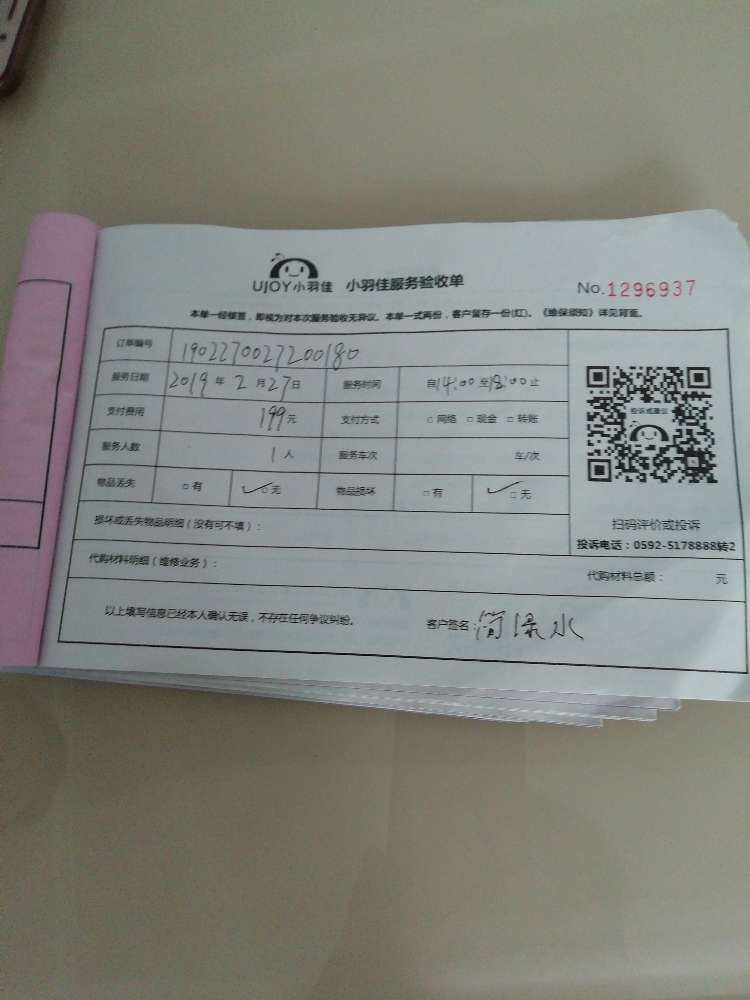 UJOY小羽佳 小羽佳服务验收单
No.1296937
本单一经核签，即视为对本次服务验收无异议。本单一式两份，客户留存一份(红)。《维保须知》详见背面。
订单编号 1902270027200180
服务日期 2019年2月27日 服务时间 自14:00至18:00止
支付费用 199元 支付方式 □网络 □现金 □转账
服务人数 1人 服务车次 车/次
物品丢失 □有 ✓□无 物品损坏 □有 ✓□无
投诉或建议
扫码评价或投诉
投诉电话：0592-5178888转2
损坏或丢失物品明细（没有可不填）：
代购材料明细（维修业务）： 代购材料总额： 元
以上填写信息已经本人确认无误，不存在任何争议纠纷。 客户签名：简绿水